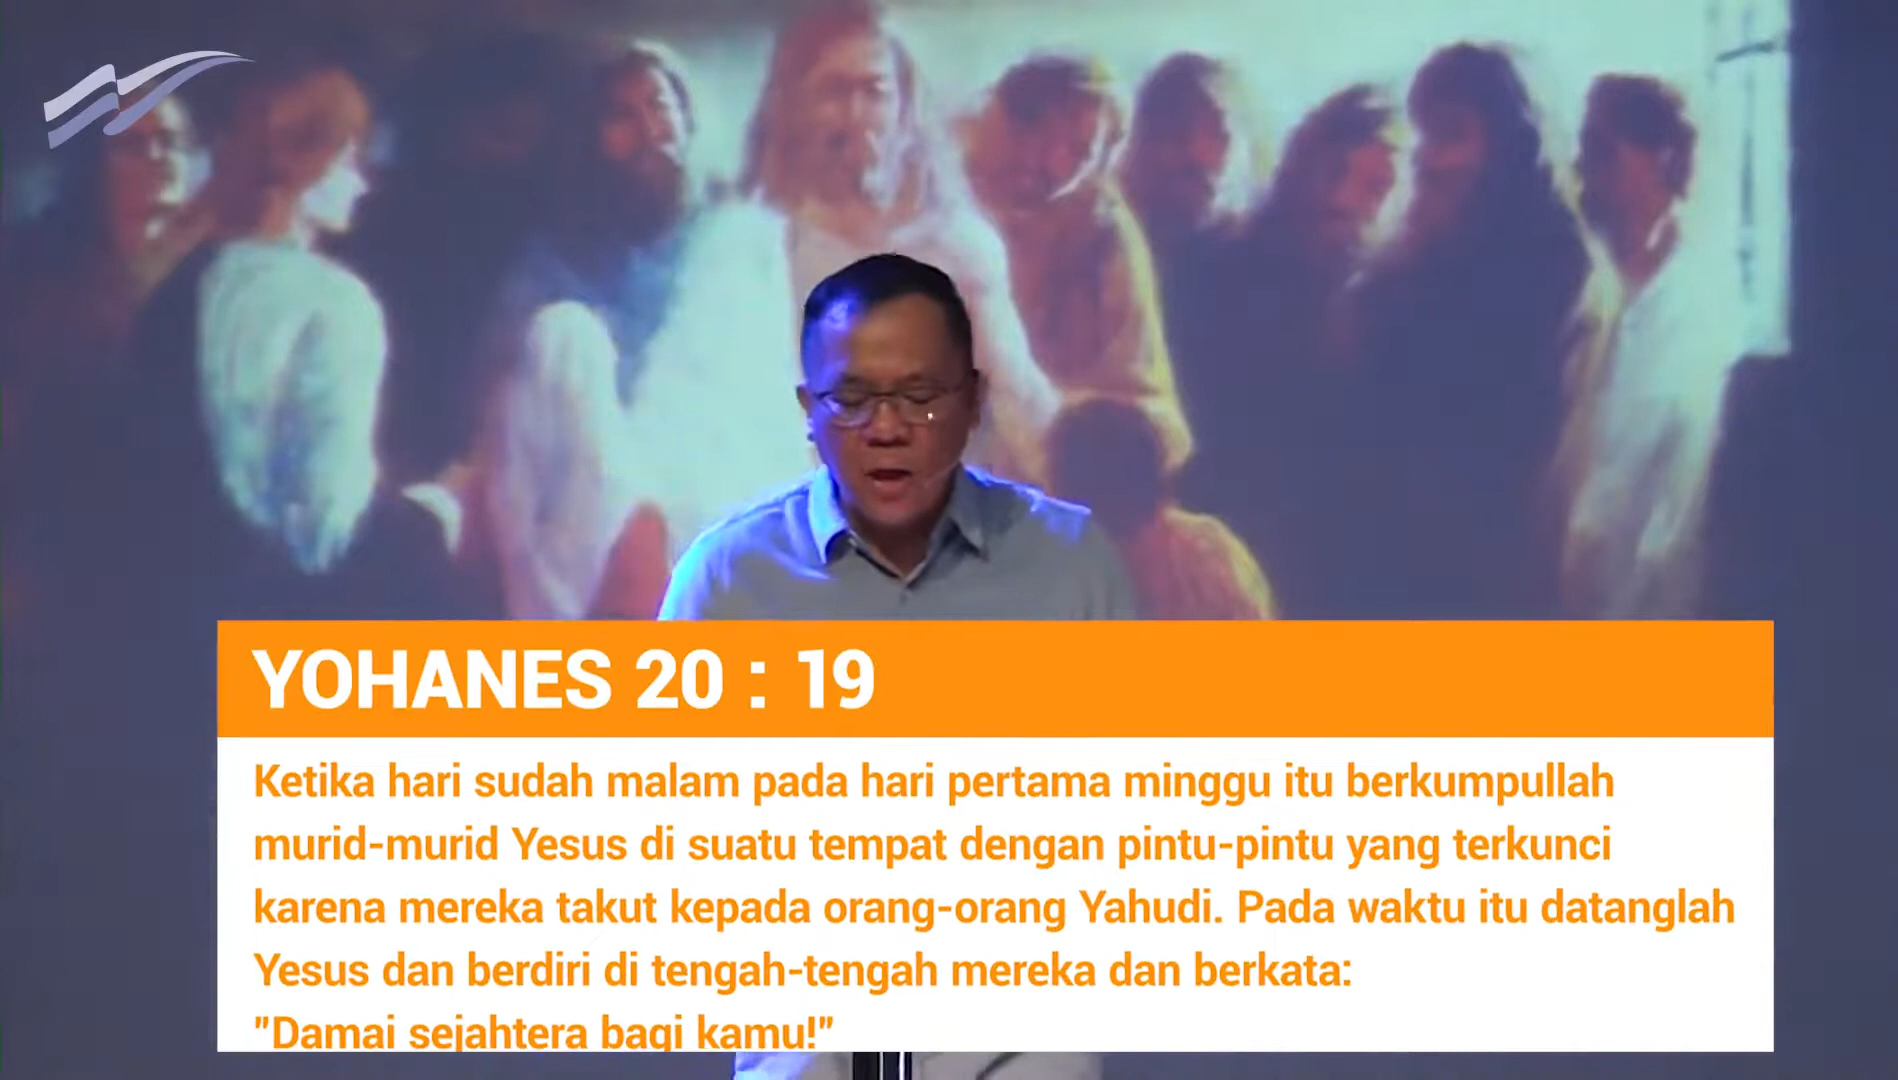 YOHANES 20 : 19
Ketika hari sudah malam pada hari pertama minggu itu berkumpullah
murid-murid Yesus di suatu tempat dengan pintu-pintu yang terkunci
karena mereka takut kepada orang-orang Yahudi. Pada waktu itu datanglah
Yesus dan berdiri di tengah-tengah mereka dan berkata:
"Damai sejahtera bagi kamu!"